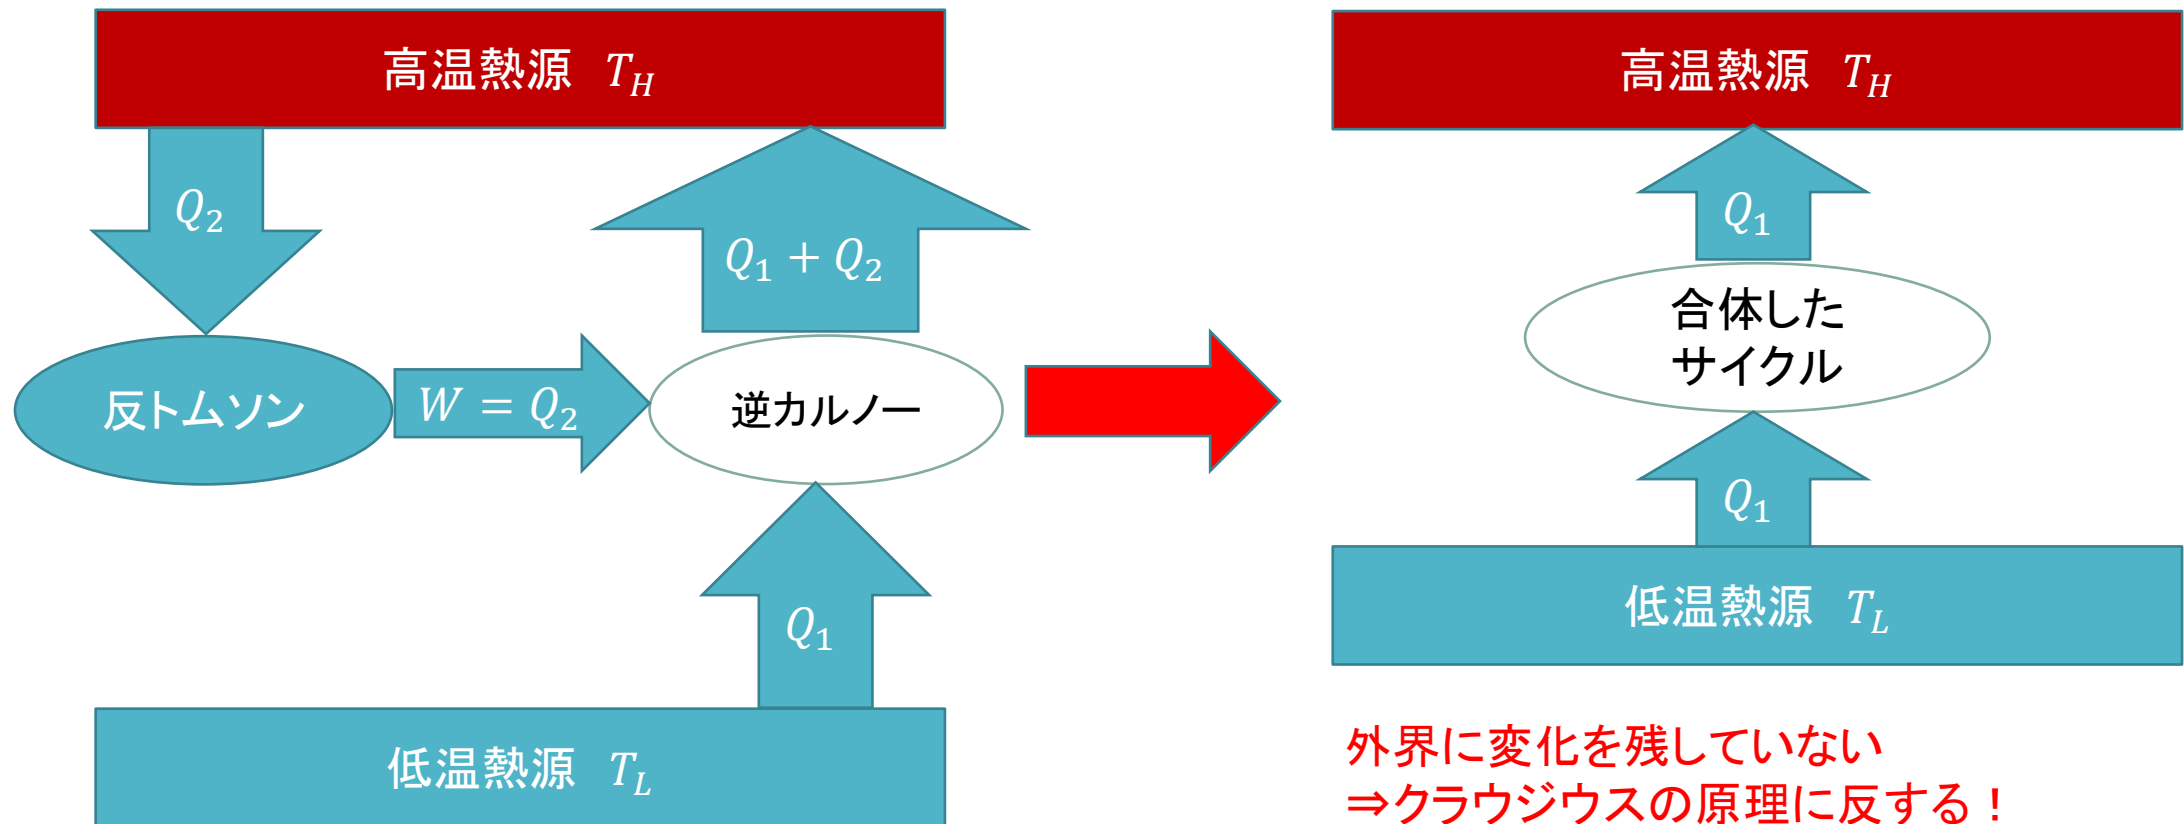 高温熱源 T_H
Q_2
Q_1 + Q_2
反トムソン
W = Q_2
逆カルノー
Q_1
低温熱源 T_L
高温熱源 T_H
Q_1
合体した
サイクル
Q_1
低温熱源 T_L
外界に変化を残していない
⇒クラウジウスの原理に反する！